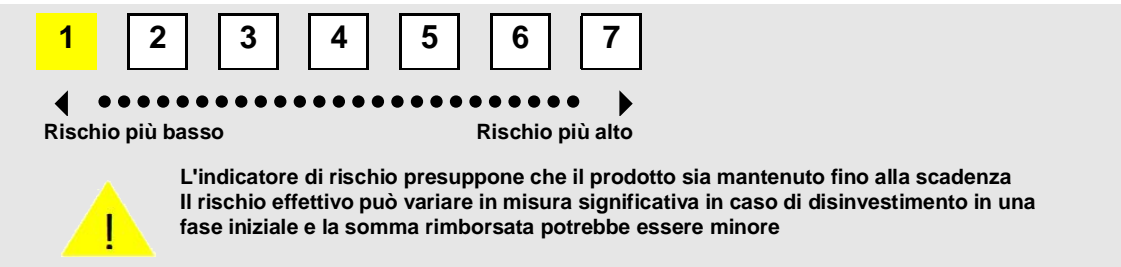 1 2 3 4 5 6 7
Rischio più basso Rischio più alto
L'indicatore di rischio presuppone che il prodotto sia mantenuto fino alla scadenza
Il rischio effettivo può variare in misura significativa in caso di disinvestimento in una
fase iniziale e la somma rimborsata potrebbe essere minore
!